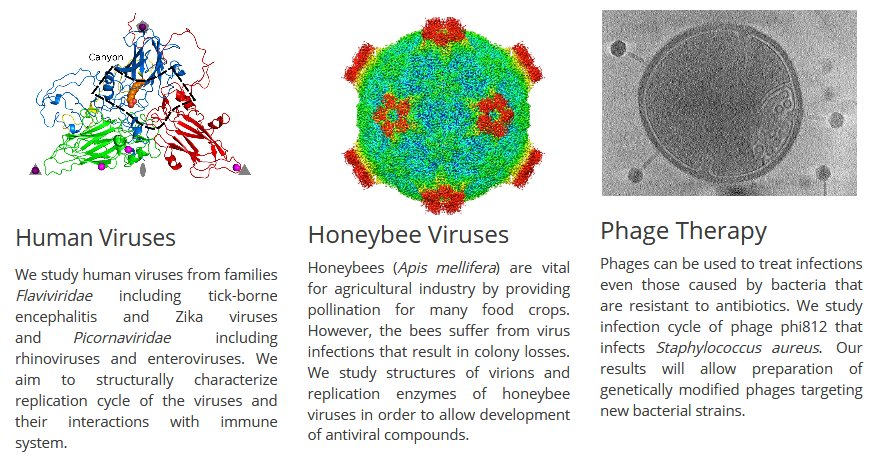 Canyon
Human Viruses
We study human viruses from families
Flaviviridae including tick-borne
encephalitis and Zika viruses
and Picornaviridae including
rhinoviruses and enteroviruses. We
aim to structurally characterize
replication cycle of the viruses and
their interactions with immune
system.
Honeybee Viruses
Honeybees (Apis mellifera) are vital
for agricultural industry by providing
pollination for many food crops.
However, the bees suffer from virus
infections that result in colony losses.
We study structures of virions and
replication enzymes of honeybee
viruses in order to allow development
of antiviral compounds.
Phage Therapy
Phages can be used to treat infections
even those caused by bacteria that
are resistant to antibiotics. We study
infection cycle of phage phi812 that
infects Staphylococcus aureus. Our
results will allow preparation of
genetically modified phages targeting
new bacterial strains.